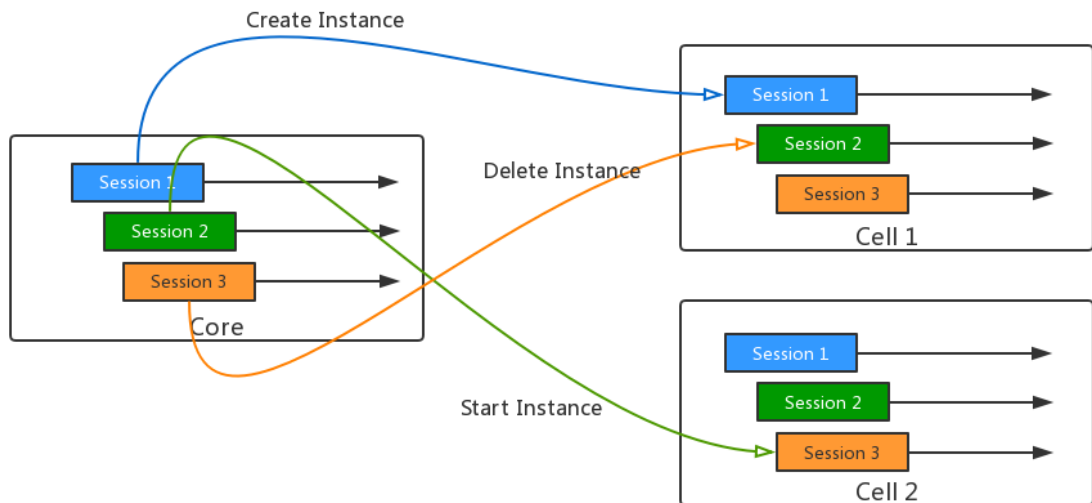 Create Instance
Session 1
Session 2
Session 3
Core
Delete Instance
Start Instance
Session 1
Session 2
Session 3
Cell 1
Session 1
Session 2
Session 3
Cell 2